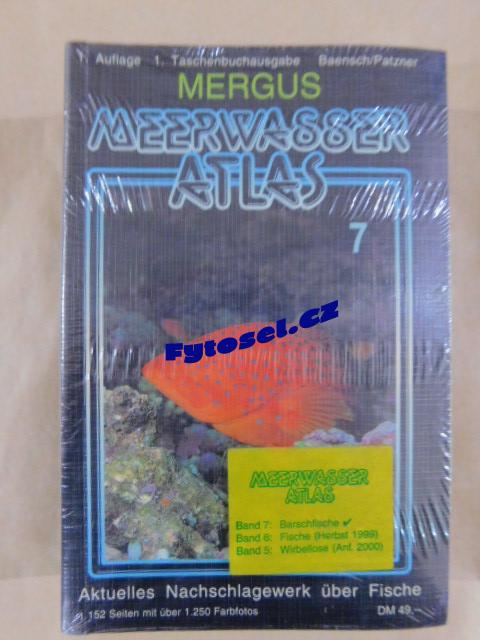 1. Auflage 1. Taschenbuchausgabe Baensch/Patzner
MERGUS
MEERWASSER
ATLAS
7
Fytosel.cz
MEERWASSER
ATLAS
Band 7: Barschfische ✔
Band 6: Fische (Herbst 1999)
Band 5: Wirbellose (Anf. 2000)
Aktuelles Nachschlagewerk über Fische
152 Seiten mit über 1.250 Farbfotos DM 49,–